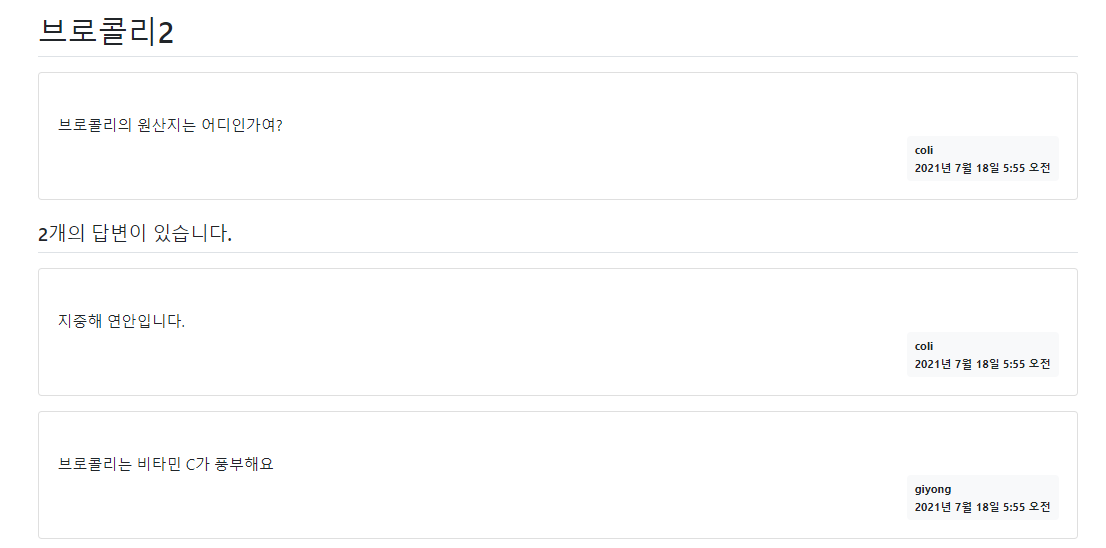 브로콜리2
브로콜리의 원산지는 어디인가여?
coli
2021년 7월 18일 5:55 오전
2개의 답변이 있습니다.
지중해 연안입니다.
coli
2021년 7월 18일 5:55 오전
브로콜리는 비타민 C가 풍부해요
giyong
2021년 7월 18일 5:55 오전